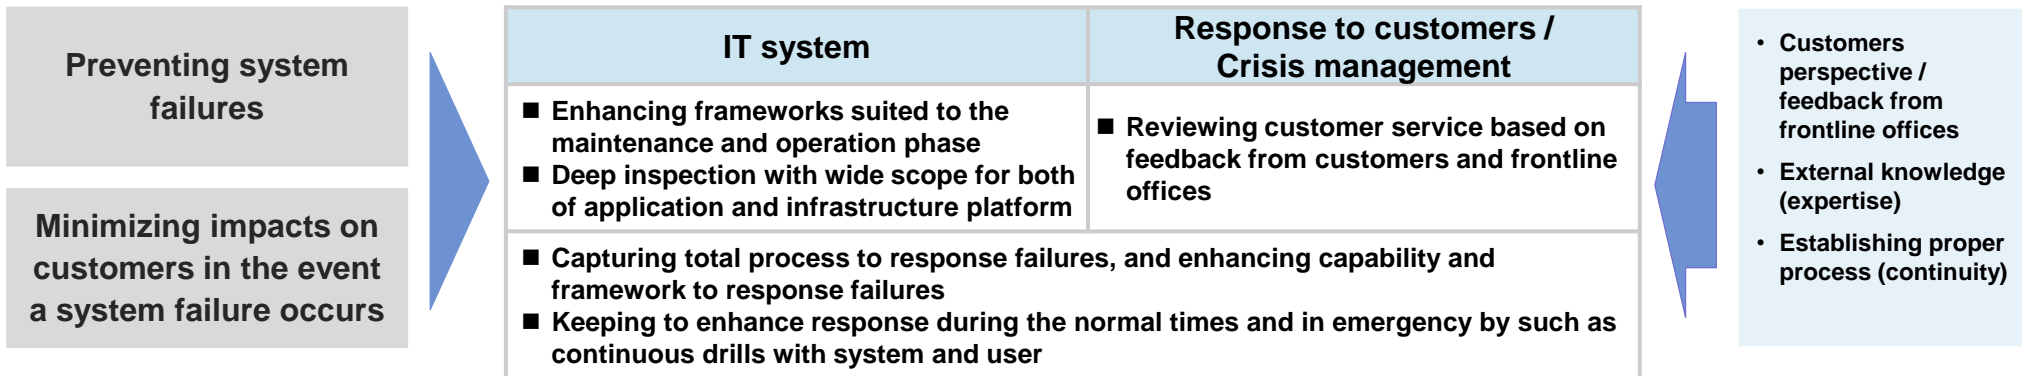 Preventing system
failures
Minimizing impacts on
customers in the event
a system failure occurs
IT system
Response to customers /
Crisis management
■ Enhancing frameworks suited to the
maintenance and operation phase
■ Deep inspection with wide scope for both
of application and infrastructure platform
■ Reviewing customer service based on
feedback from customers and frontline
offices
■ Capturing total process to response failures, and enhancing capability and
framework to response failures
■ Keeping to enhance response during the normal times and in emergency by such as
continuous drills with system and user
• Customers
perspective /
feedback from
frontline offices
• External knowledge
(expertise)
• Establishing proper
process (continuity)